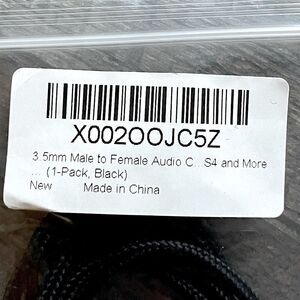 X002OOJC5Z
3.5mm Male to Female Audio C...S4 and More
... (1-Pack, Black)
New Made in China